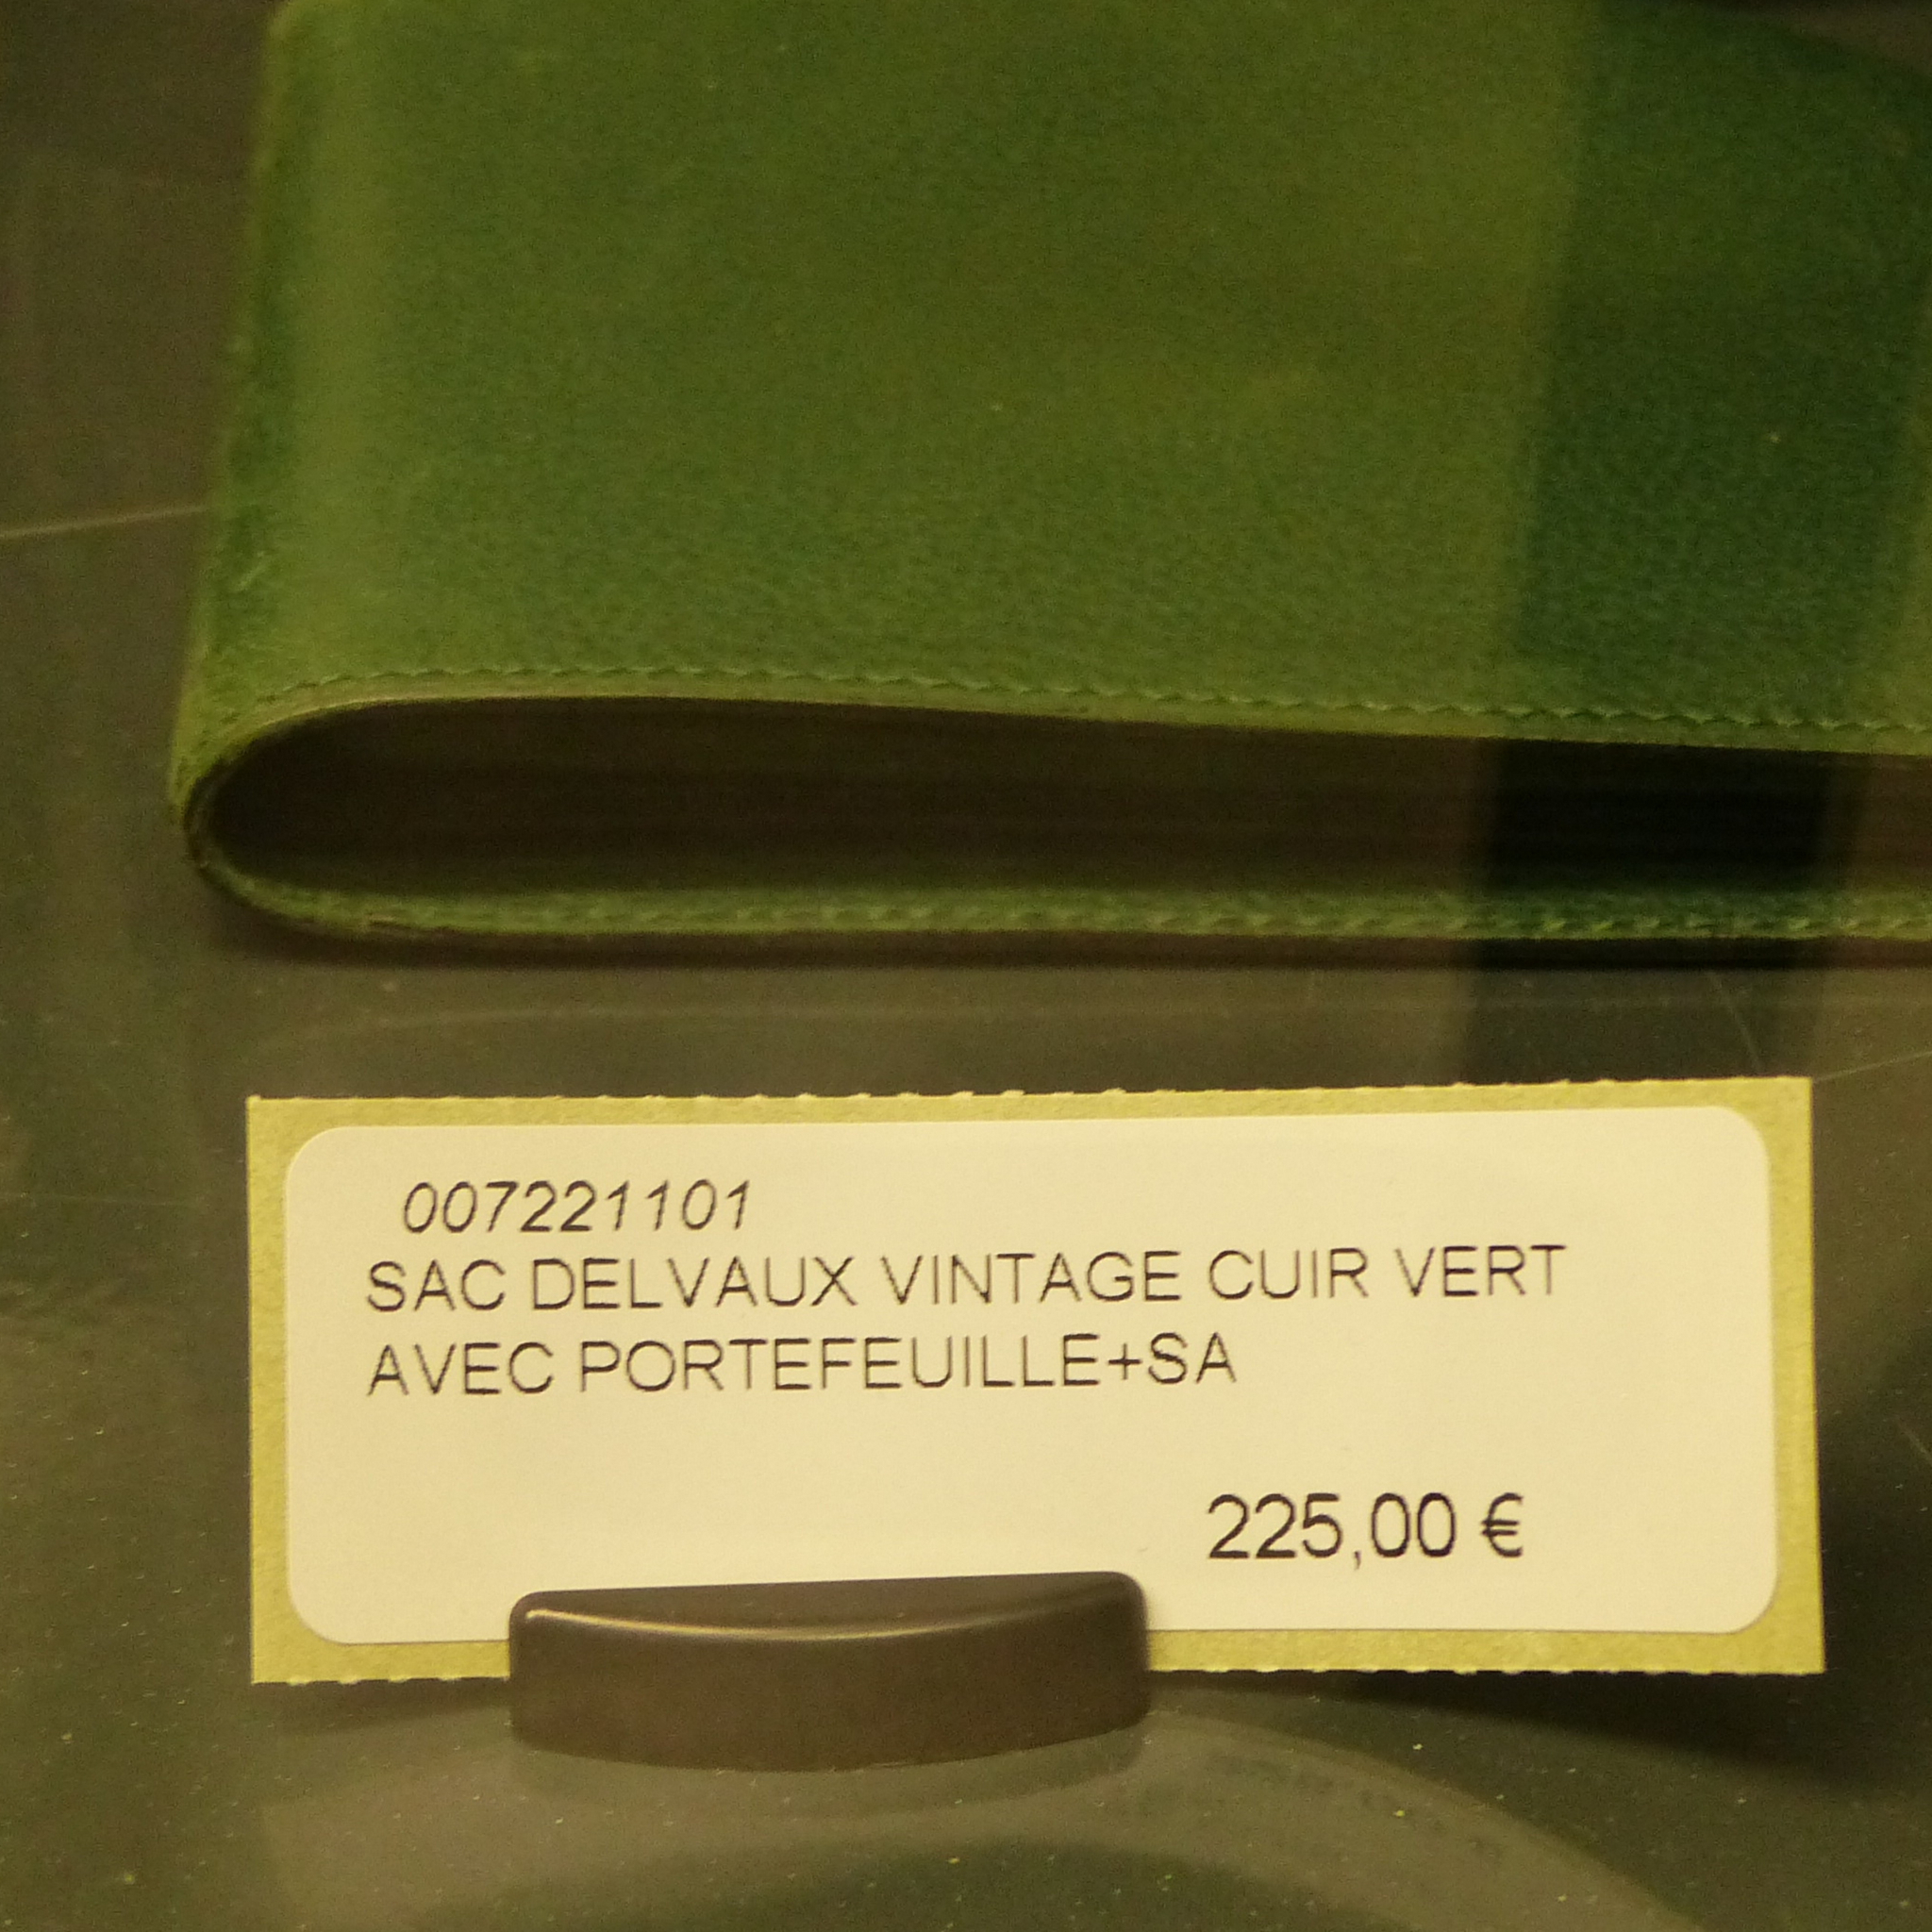 007221101
SAC DELVAUX VINTAGE CUIR VERT
AVEC PORTEFEUILLE+SA
225,00 €